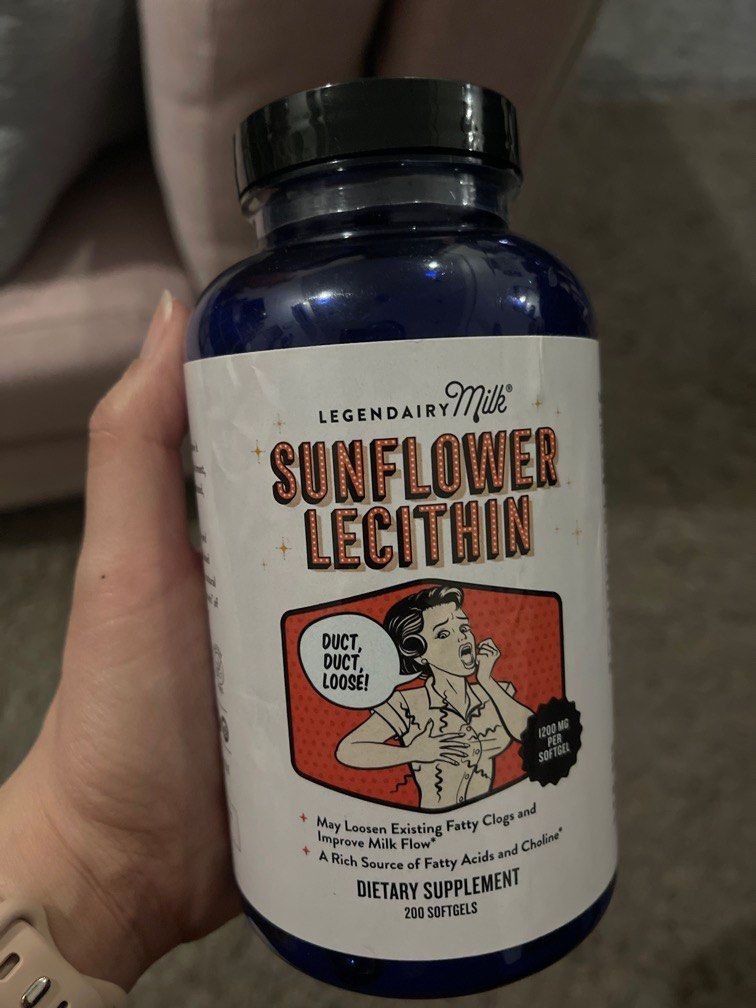 LEGENDAIRY Milk®
SUNFLOWER
LECITHIN
DUCT,
DUCT,
LOOSE!
1200 MG
PER
SOFTGEL
May Loosen Existing Fatty Clogs and
Improve Milk Flow*
A Rich Source of Fatty Acids and Choline*
DIETARY SUPPLEMENT
200 SOFTGELS